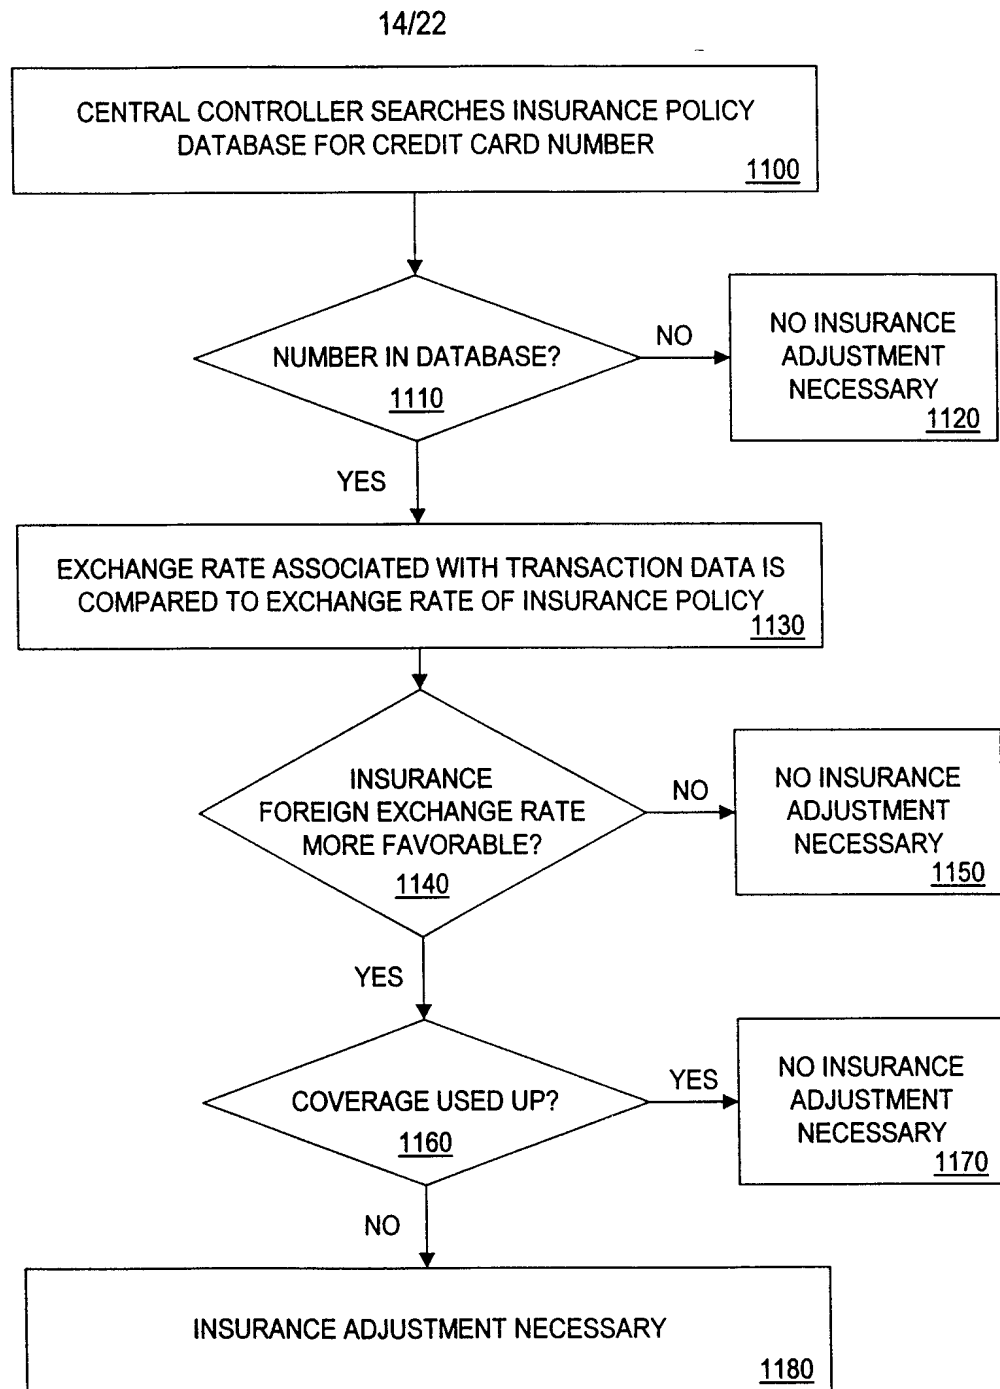 14/22
CENTRAL CONTROLLER SEARCHES INSURANCE POLICY
DATABASE FOR CREDIT CARD NUMBER
1100
NUMBER IN DATABASE?
1110
NO
NO INSURANCE
ADJUSTMENT
NECESSARY
1120
YES
EXCHANGE RATE ASSOCIATED WITH TRANSACTION DATA IS
COMPARED TO EXCHANGE RATE OF INSURANCE POLICY
1130
INSURANCE
FOREIGN EXCHANGE RATE
MORE FAVORABLE?
1140
NO
NO INSURANCE
ADJUSTMENT
NECESSARY
1150
YES
COVERAGE USED UP?
1160
YES
NO INSURANCE
ADJUSTMENT
NECESSARY
1170
NO
INSURANCE ADJUSTMENT NECESSARY
1180